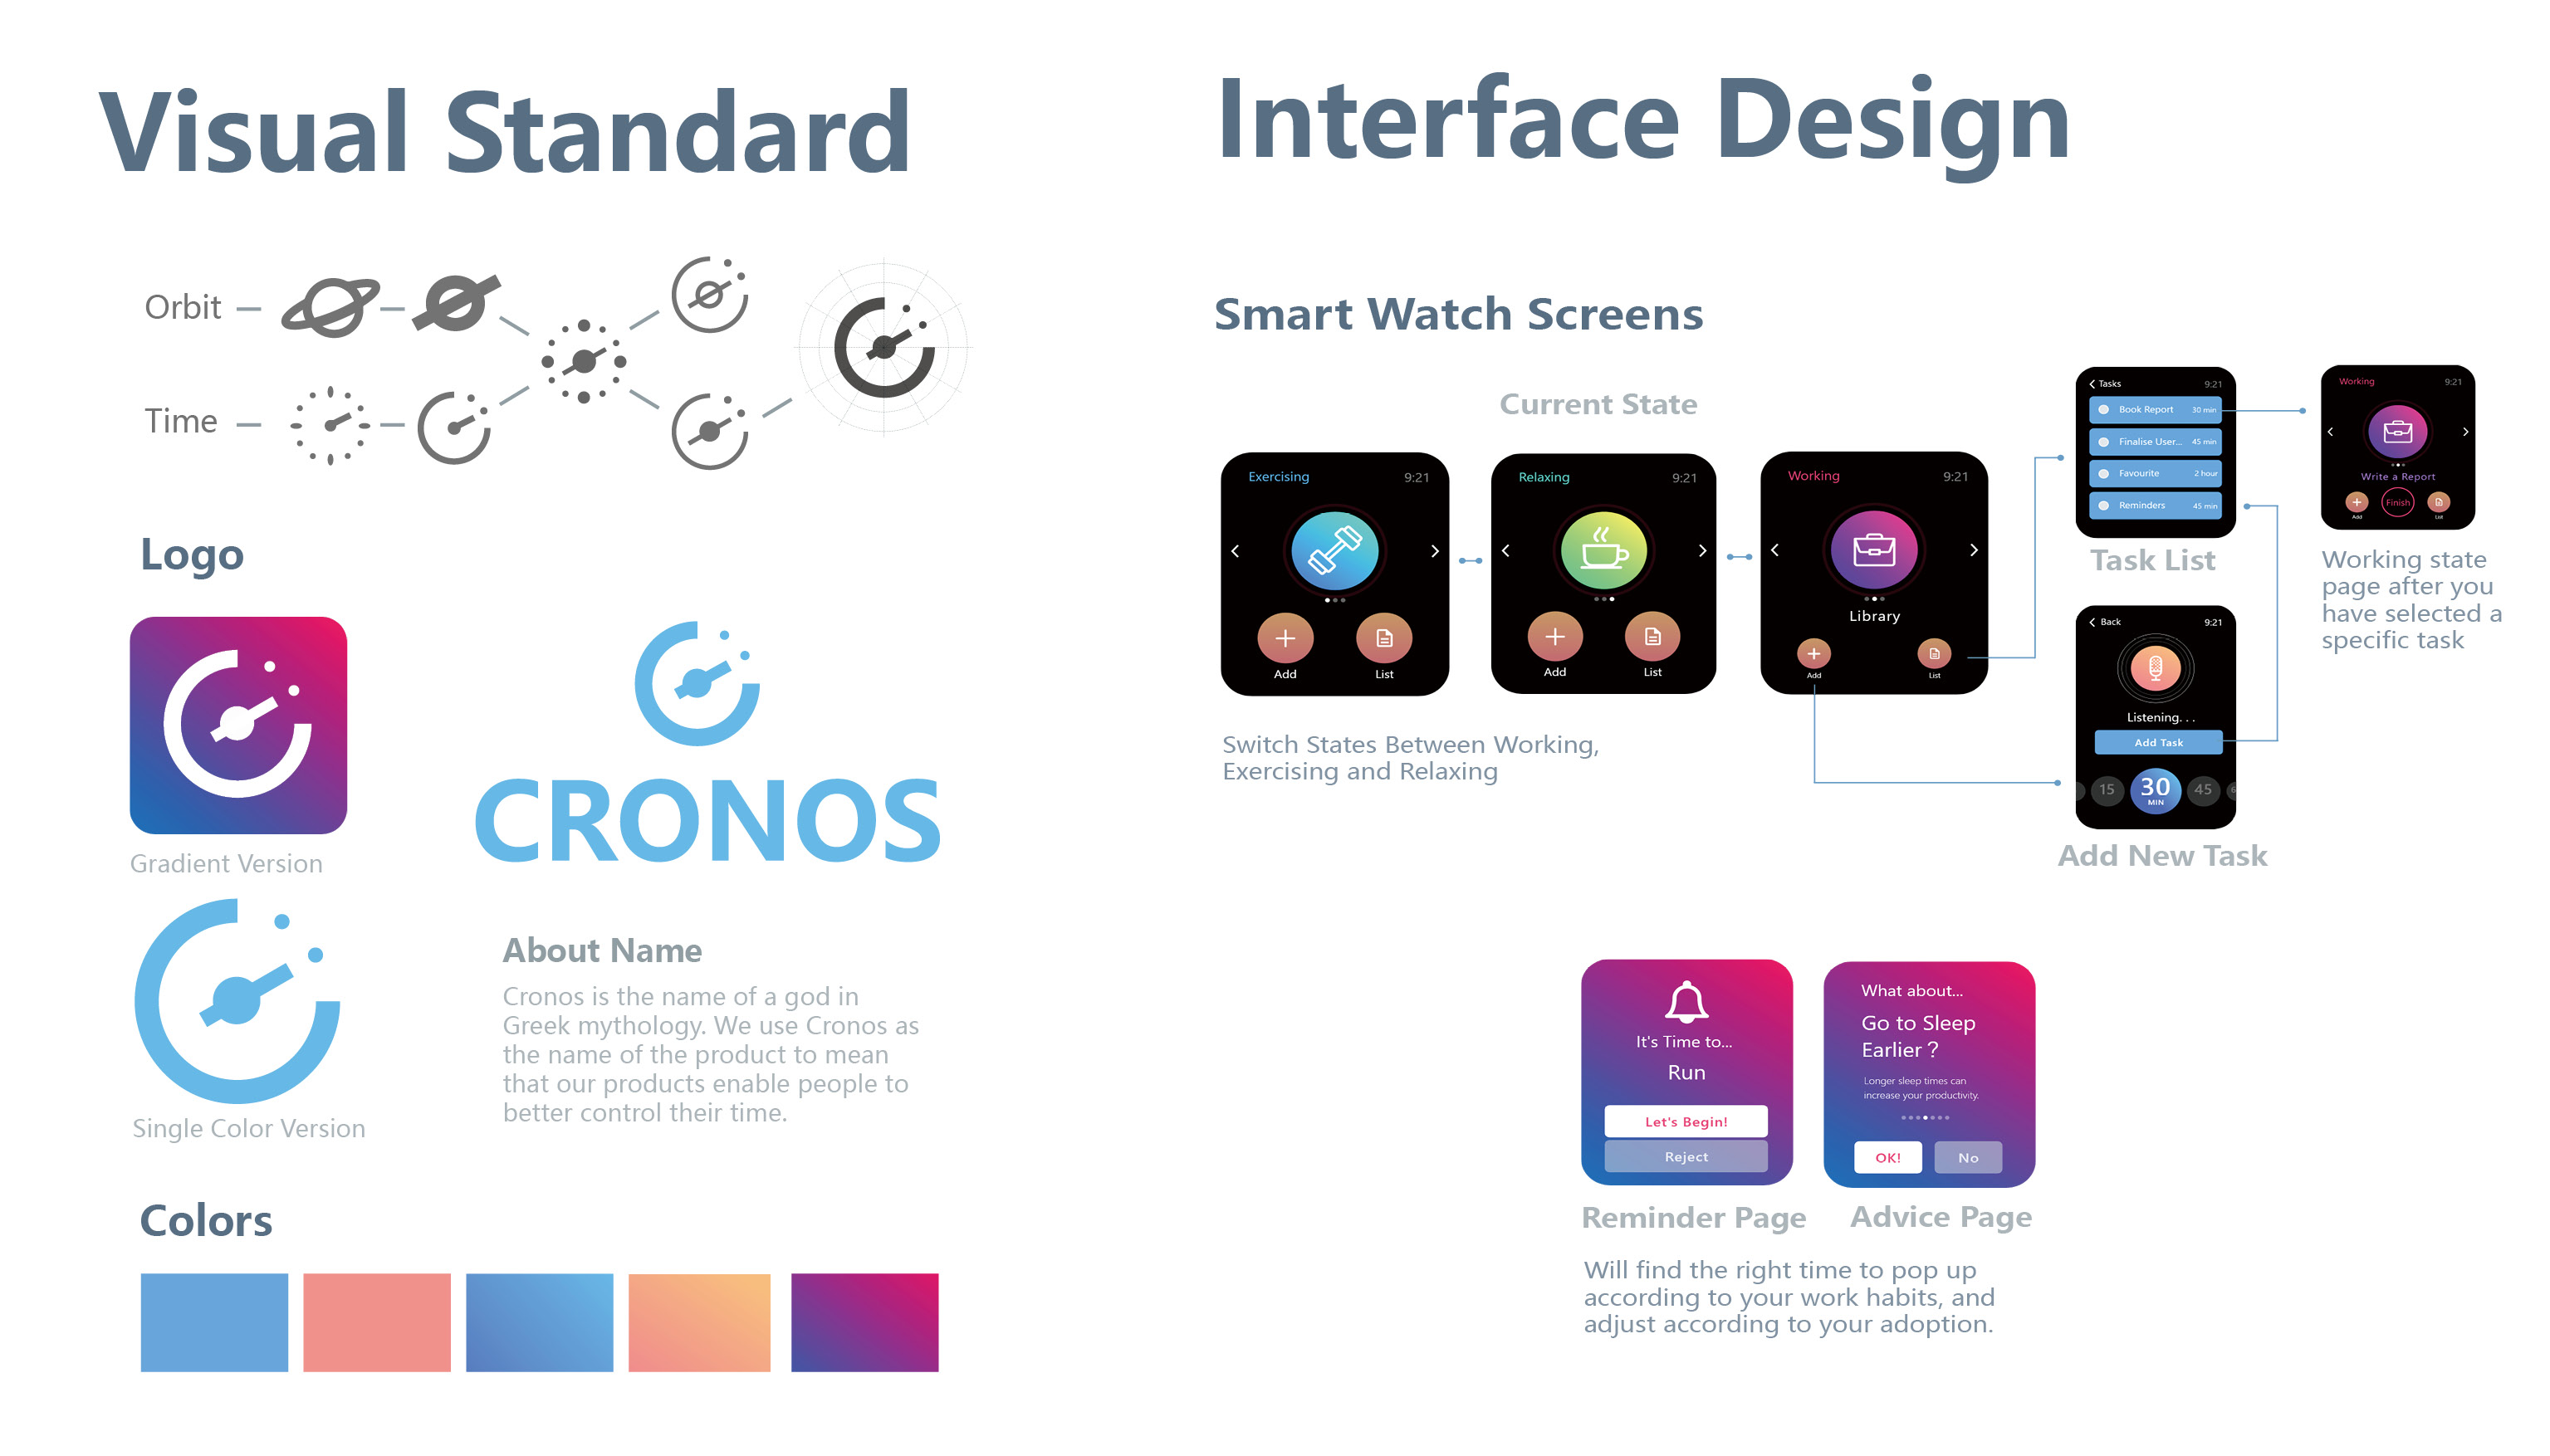 Visual Standard
Orbit
Time
Logo
Gradient Version
Single Color Version
CRONOS
About Name
Cronos is the name of a god in
Greek mythology. We use Cronos as
the name of the product to mean
that our products enable people to
better control their time.
Colors
Interface Design
Smart Watch Screens
Current State
Exercising 9:21
Add List
Relaxing 9:21
Add List
Working 9:21
Library
Add List
Switch States Between Working,
Exercising and Relaxing
Tasks 9:21
Book Report 30 min
Finalise User... 45 min
Favourite 2 hour
Reminders 45 min
Task List
Working 9:21
Write a Report
Finish
Add List
Working state
page after you
have selected a
specific task
Back 9:21
Listening. . .
Add Task
15 30 45 6
MIN
Add New Task
It's Time to...
Run
Let's Begin!
Reject
Reminder Page
What about...
Go to Sleep
Earlier ?
Longer sleep times can
increase your productivity.
OK! No
Advice Page
Will find the right time to pop up
according to your work habits, and
adjust according to your adoption.